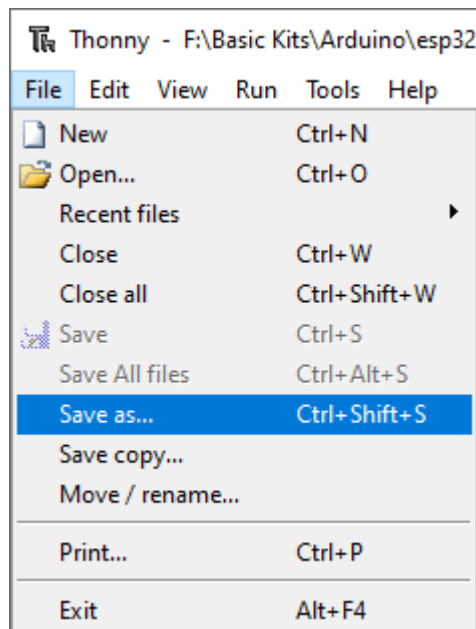 Thonny - F:\Basic Kits\Arduino\esp32
File Edit View Run Tools Help
New Ctrl+N
Open... Ctrl+O
Recent files
Close Ctrl+W
Close all Ctrl+Shift+W
Save Ctrl+S
Save All files Ctrl+Alt+S
Save as... Ctrl+Shift+S
Save copy...
Move / rename...
Print... Ctrl+P
Exit Alt+F4